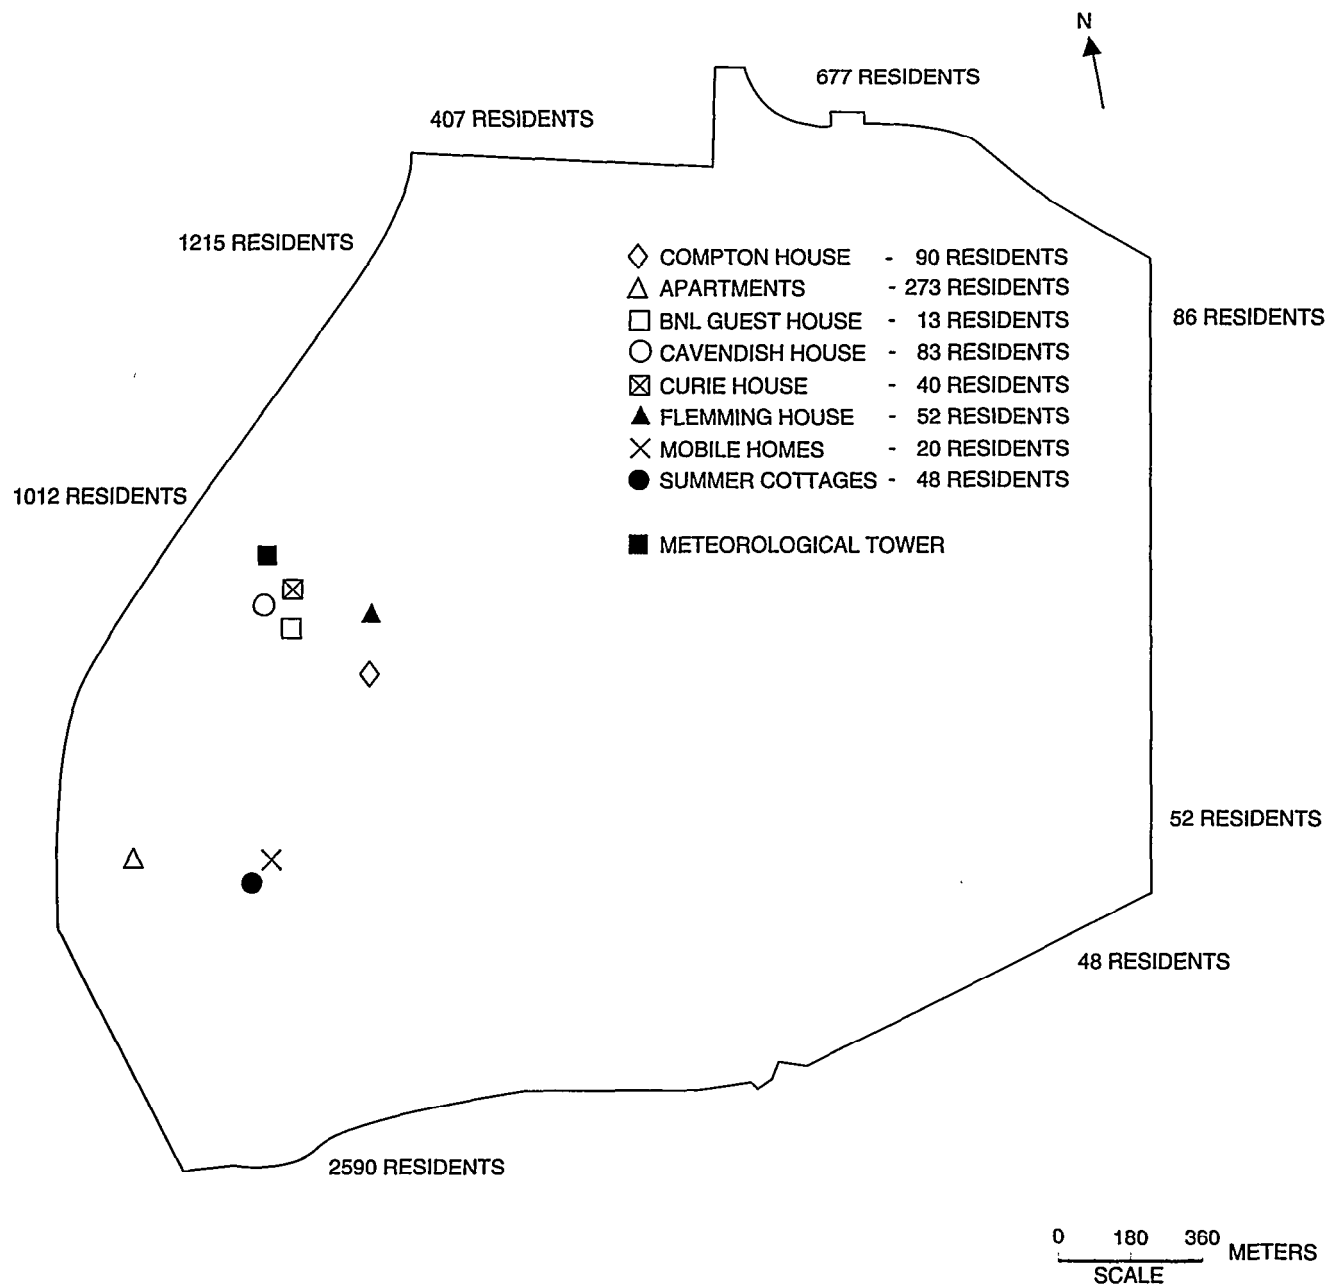 N
677 RESIDENTS
407 RESIDENTS
1215 RESIDENTS
COMPTON HOUSE - 90 RESIDENTS
APARTMENTS - 273 RESIDENTS
BNL GUEST HOUSE - 13 RESIDENTS
CAVENDISH HOUSE - 83 RESIDENTS
CURIE HOUSE - 40 RESIDENTS
FLEMMING HOUSE - 52 RESIDENTS
MOBILE HOMES - 20 RESIDENTS
SUMMER COTTAGES - 48 RESIDENTS
METEOROLOGICAL TOWER
86 RESIDENTS
1012 RESIDENTS
52 RESIDENTS
48 RESIDENTS
2590 RESIDENTS
0 180 360 METERS
SCALE